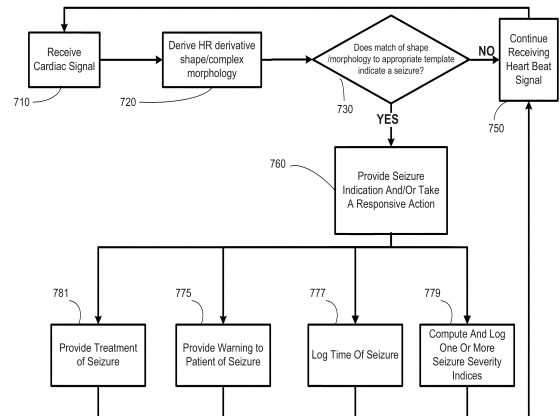 Receive
Cardiac Signal
710
Derive HR derivative
shape/complex
morphology
720
Does match of shape
/morphology to appropriate template
indicate a seizure?
730
NO
YES
Continue
Receiving
Heart Beat
Signal
750
760
Provide Seizure
Indication And/Or Take
A Responsive Action
781
Provide Treatment
of Seizure
775
Provide Warning to
Patient of Seizure
777
Log Time Of Seizure
779
Compute And Log
One Or More
Seizure Severity
Indices